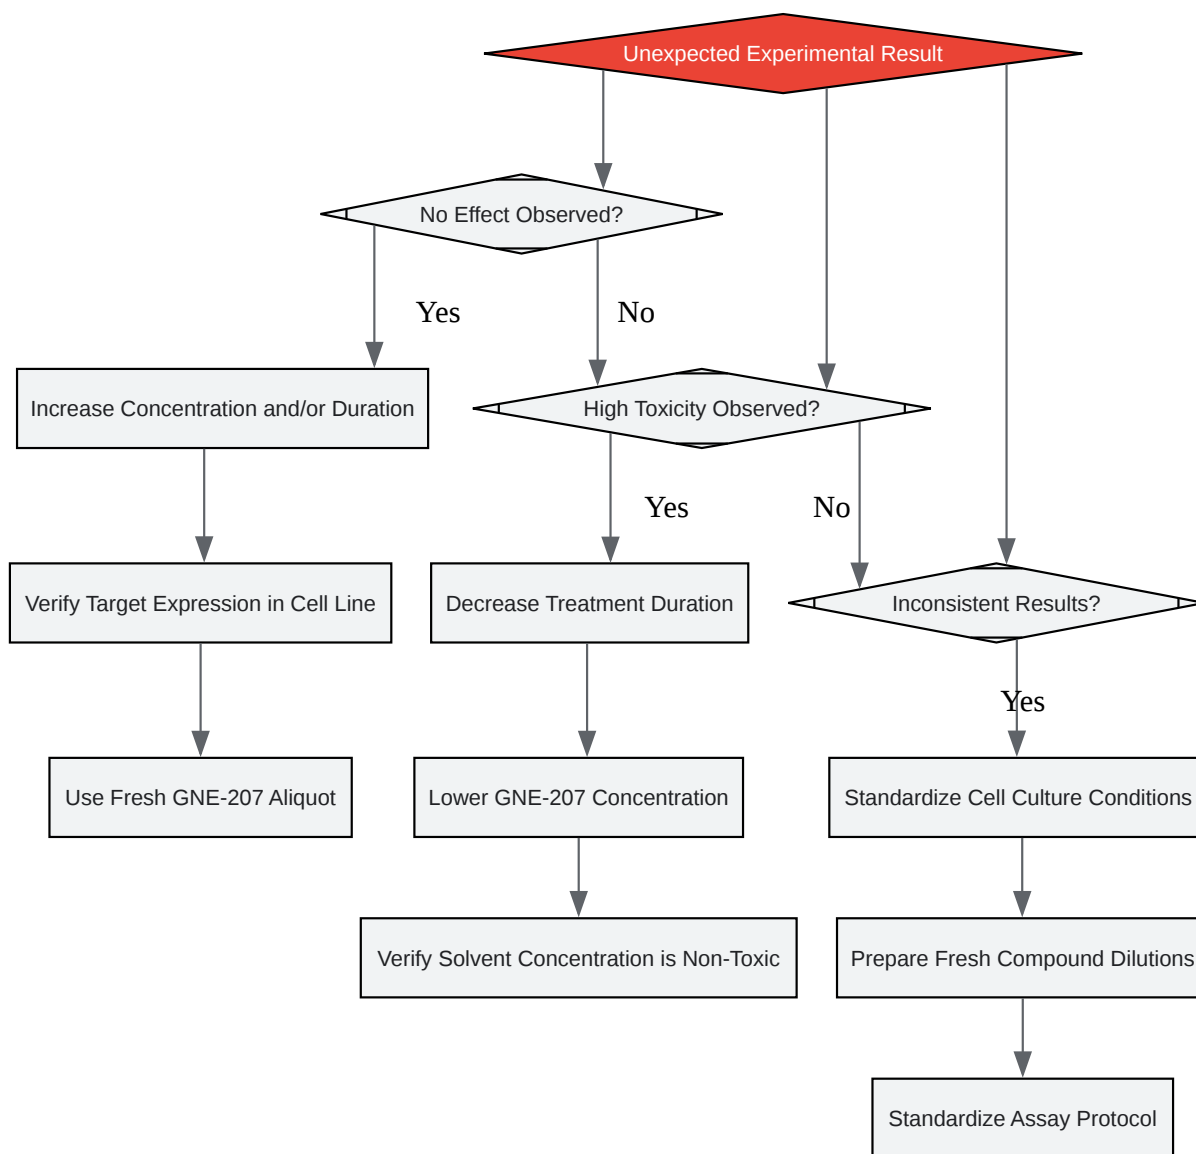 Unexpected Experimental Result
No Effect Observed?
Yes
No
Increase Concentration and/or Duration
High Toxicity Observed?
Yes
No
Verify Target Expression in Cell Line
Decrease Treatment Duration
Inconsistent Results?
Yes
Use Fresh GNE-207 Aliquot
Lower GNE-207 Concentration
Standardize Cell Culture Conditions
Verify Solvent Concentration is Non-Toxic
Prepare Fresh Compound Dilutions
Standardize Assay Protocol